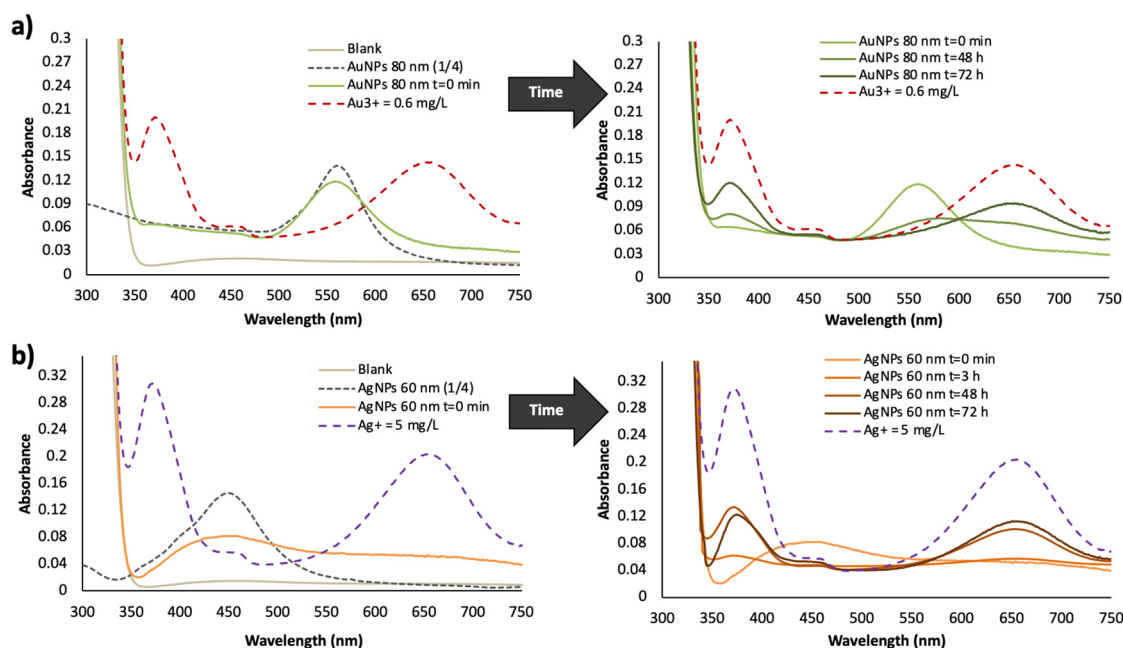 a)
0.3
0.27
0.24
0.21
0.18
0.15
0.12
0.09
0.06
0.03
0
Absorbance
300 350 400 450 500 550 600 650 700 750
Wavelength (nm)
Blank
AuNPs 80 nm (1/4)
AuNPs 80 nm t=0 min
Au3+ = 0.6 mg/L
Time
0.3
0.27
0.24
0.21
0.18
0.15
0.12
0.09
0.06
0.03
0
Absorbance
300 350 400 450 500 550 600 650 700 750
Wavelength (nm)
AuNPs 80 nm t=0 min
AuNPs 80 nm t=48 h
AuNPs 80 nm t=72 h
Au3+ = 0.6 mg/L
b)
0.32
0.28
0.24
0.2
0.16
0.12
0.08
0.04
0
Absorbance
300 350 400 450 500 550 600 650 700 750
Wavelength (nm)
Blank
AgNPs 60 nm (1/4)
AgNPs 60 nm t=0 min
Ag+ = 5 mg/L
Time
0.32
0.28
0.24
0.2
0.16
0.12
0.08
0.04
0
Absorbance
300 350 400 450 500 550 600 650 700 750
Wavelength (nm)
AgNPs 60 nm t=0 min
AgNPs 60 nm t=3 h
AgNPs 60 nm t=48 h
AgNPs 60 nm t=72 h
Ag+ = 5 mg/L